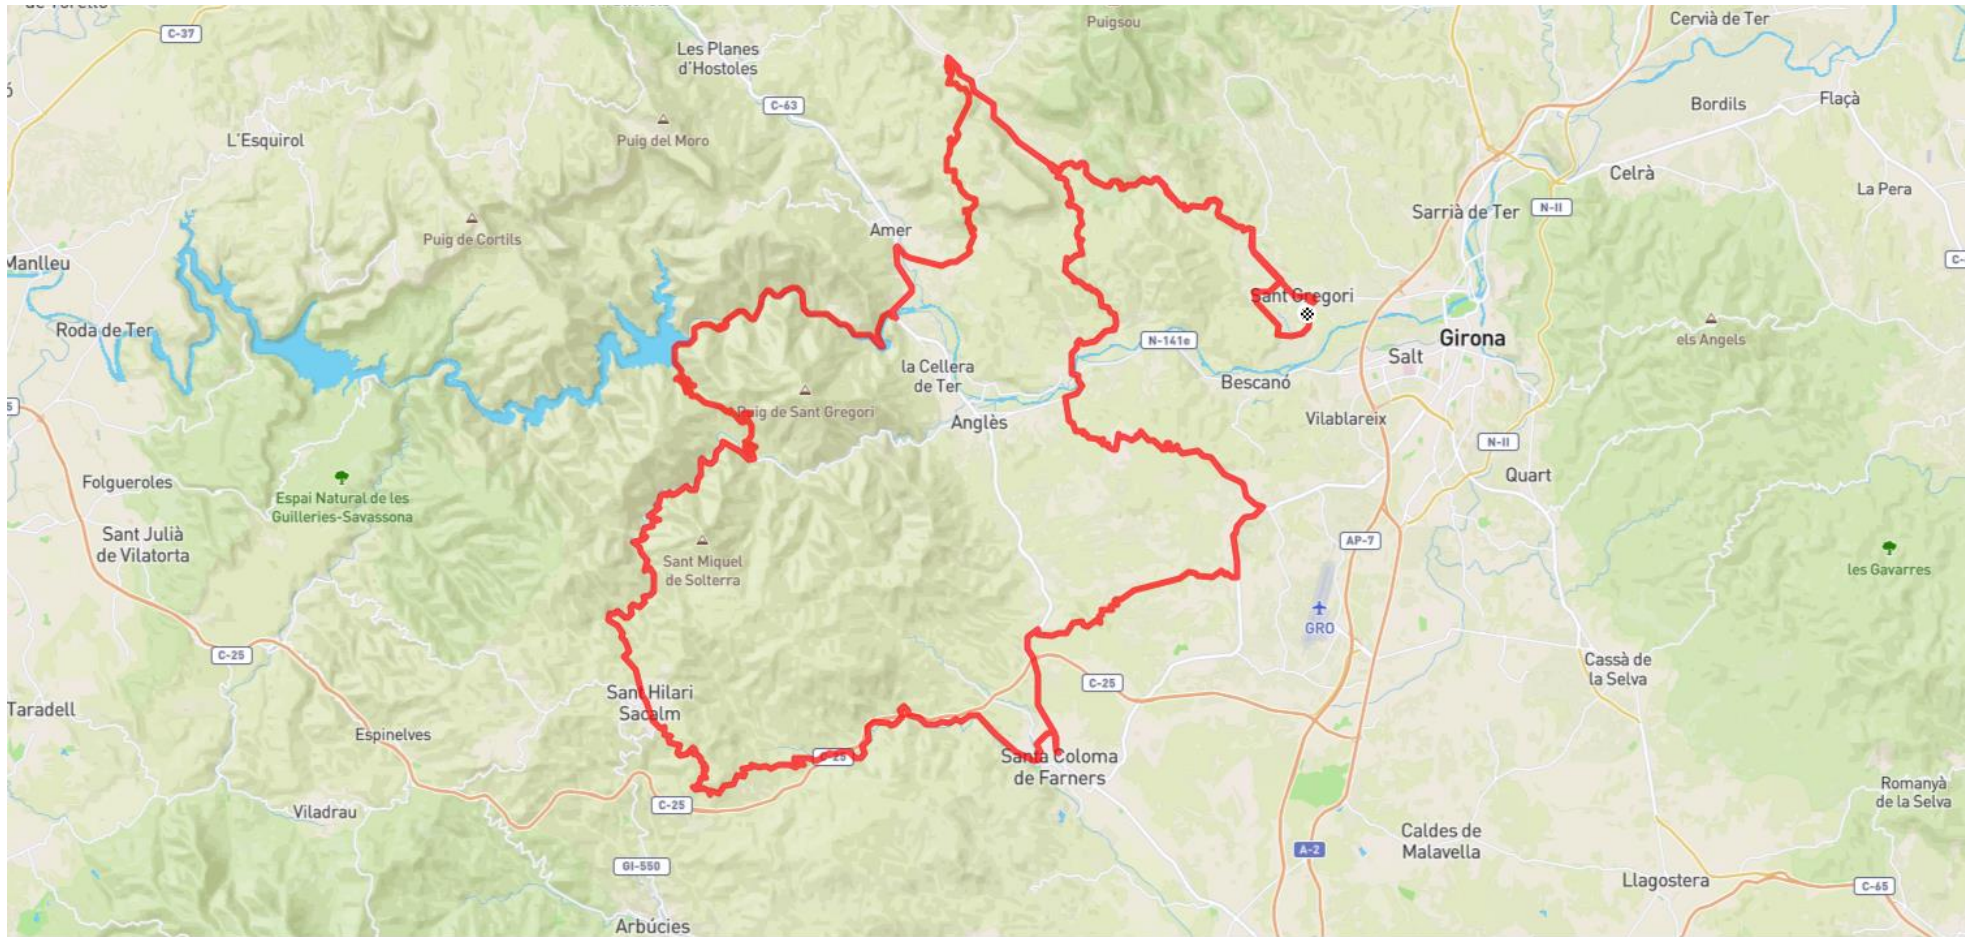 C-37
Les Planes
d'Hostoles
Puigsou
Cervià de Ter
Bordils
Flaçà
C-63
L'Esquirol
Puig del Moro
Celrà
La Pera
Sarrià de Ter
N-II
Puig de Cortils
Amer
Manlleu
Sant Gregori
Roda de Ter
N-141e
Girona
els Àngels
Salt
la Cellera
de Ter
Bescanó
Puig de Sant Gregori
Anglès
Vilablareix
N-II
Quart
Folgueroles
Espai Natural de les
Guilleries-Savassona
Sant Julià
de Vilatorta
Sant Miquel
de Solterra
AP-7
les Gavarres
GRO
C-25
Cassà de
la Selva
C-25
Sant Hilari
Sacalm
Taradell
Espinelves
C-25
Santa Coloma
de Farners
C-25
Viladrau
Romanyà
de la Selva
Caldes de
Malavella
A-2
GI-550
Llagostera
C-65
Arbúcies